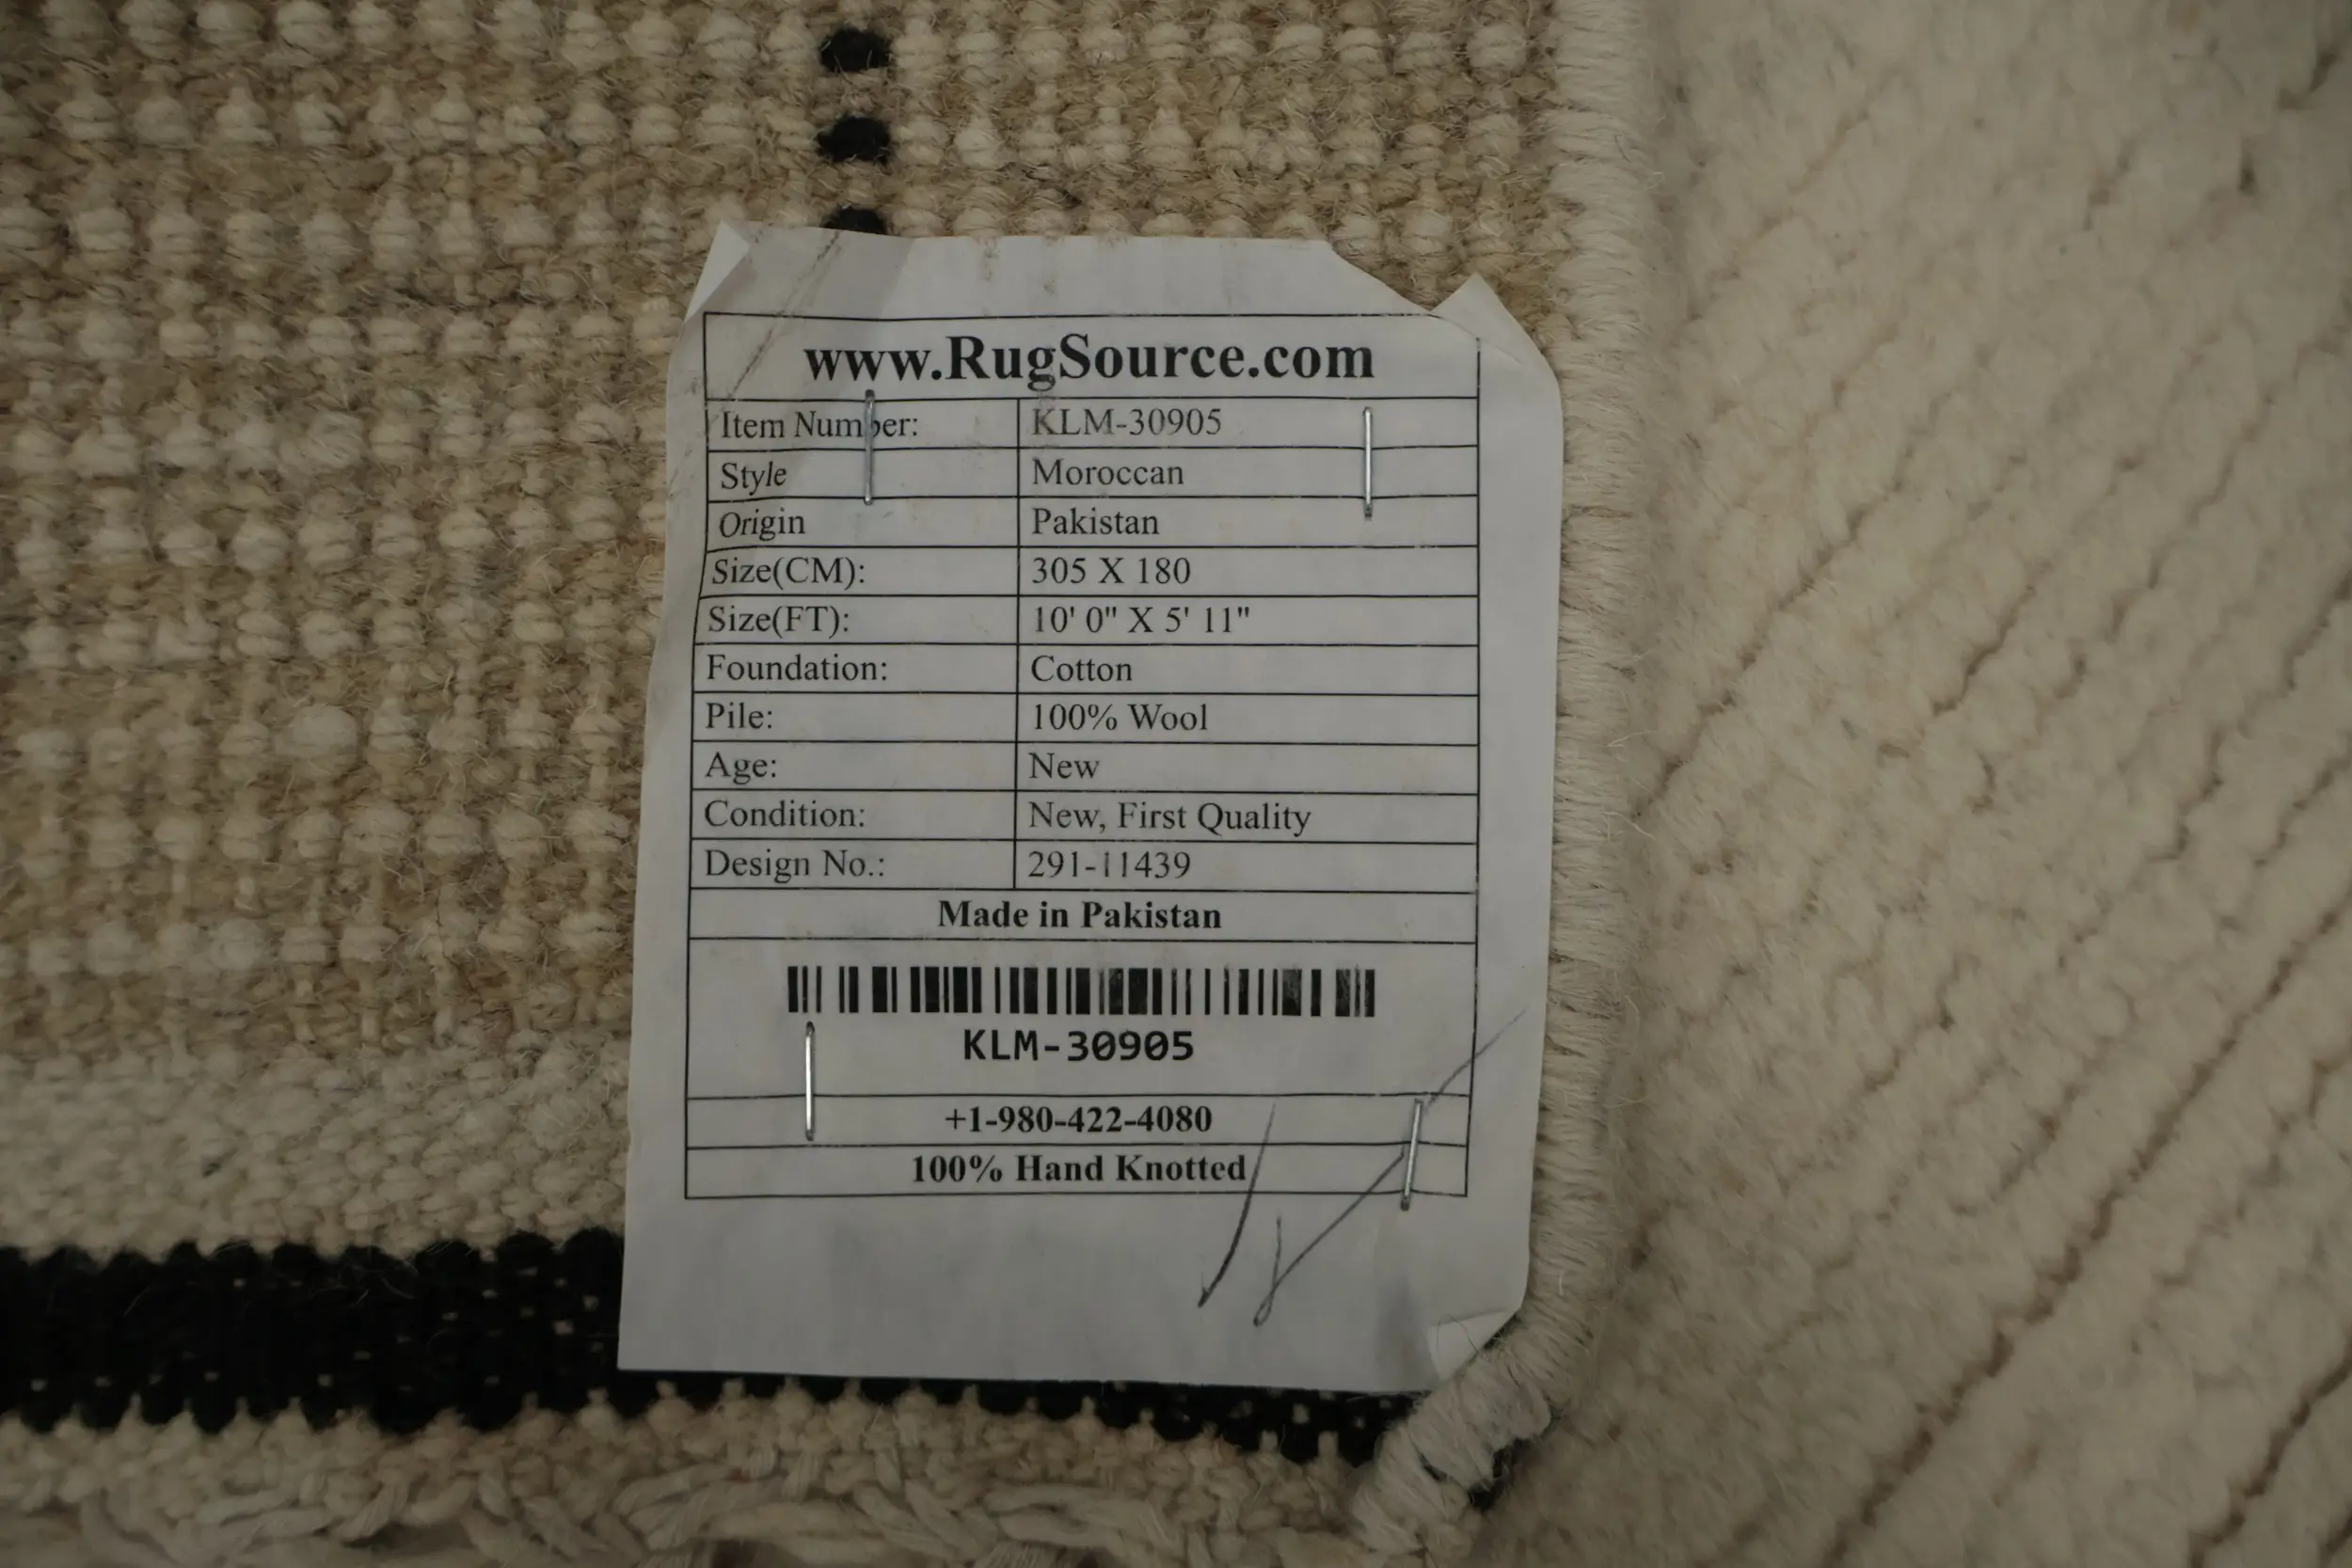 www.RugSource.com
Item Number: KLM-30905
Style Moroccan
Origin Pakistan
Size(CM): 305 X 180
Size(FT): 10' 0" X 5' 11"
Foundation: Cotton
Pile: 100% Wool
Age: New
Condition: New, First Quality
Design No.: 291-11439
Made in Pakistan
KLM-30905
+1-980-422-4080
100% Hand Knotted